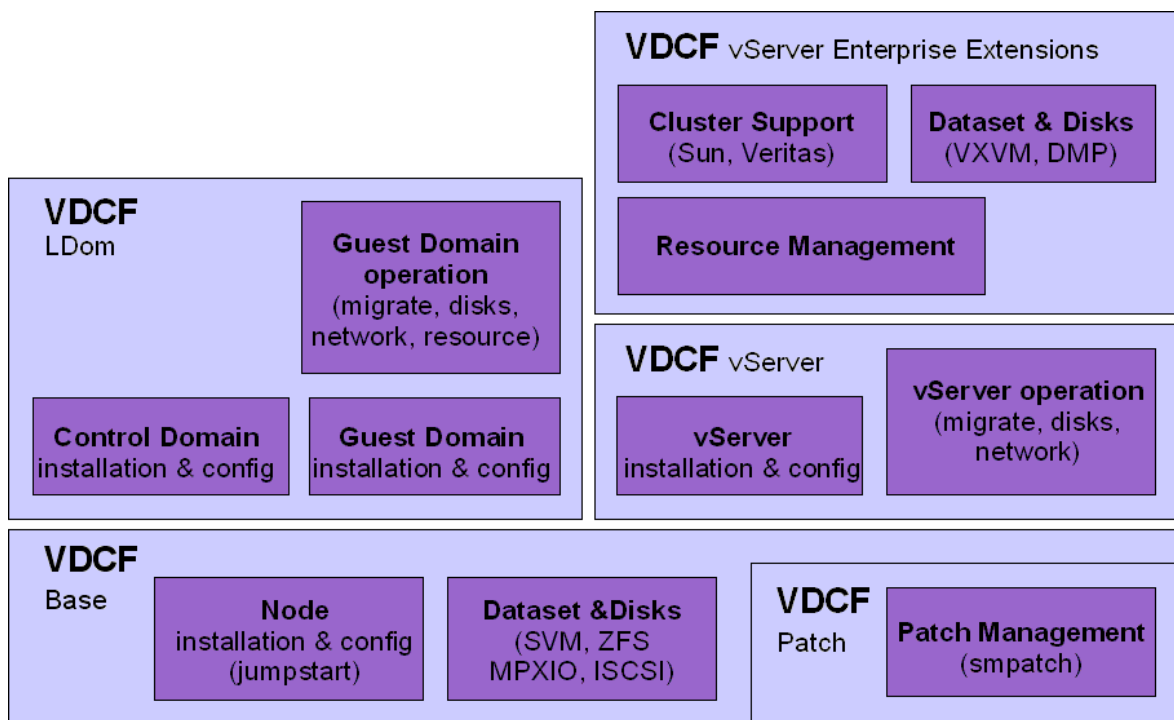 VDCF vServer Enterprise Extensions
Cluster Support
(Sun, Veritas)
Dataset & Disks
(VXVM, DMP)
Resource Management
VDCF
LDom
Guest Domain
operation
(migrate, disks,
network, resource)
Control Domain
installation & config
Guest Domain
installation & config
VDCF vServer
vServer
installation & config
vServer operation
(migrate, disks,
network)
VDCF
Base
Node
installation & config
(jumpstart)
Dataset &Disks
(SVM, ZFS
MPXIO, ISCSI)
VDCF
Patch
Patch Management
(smpatch)